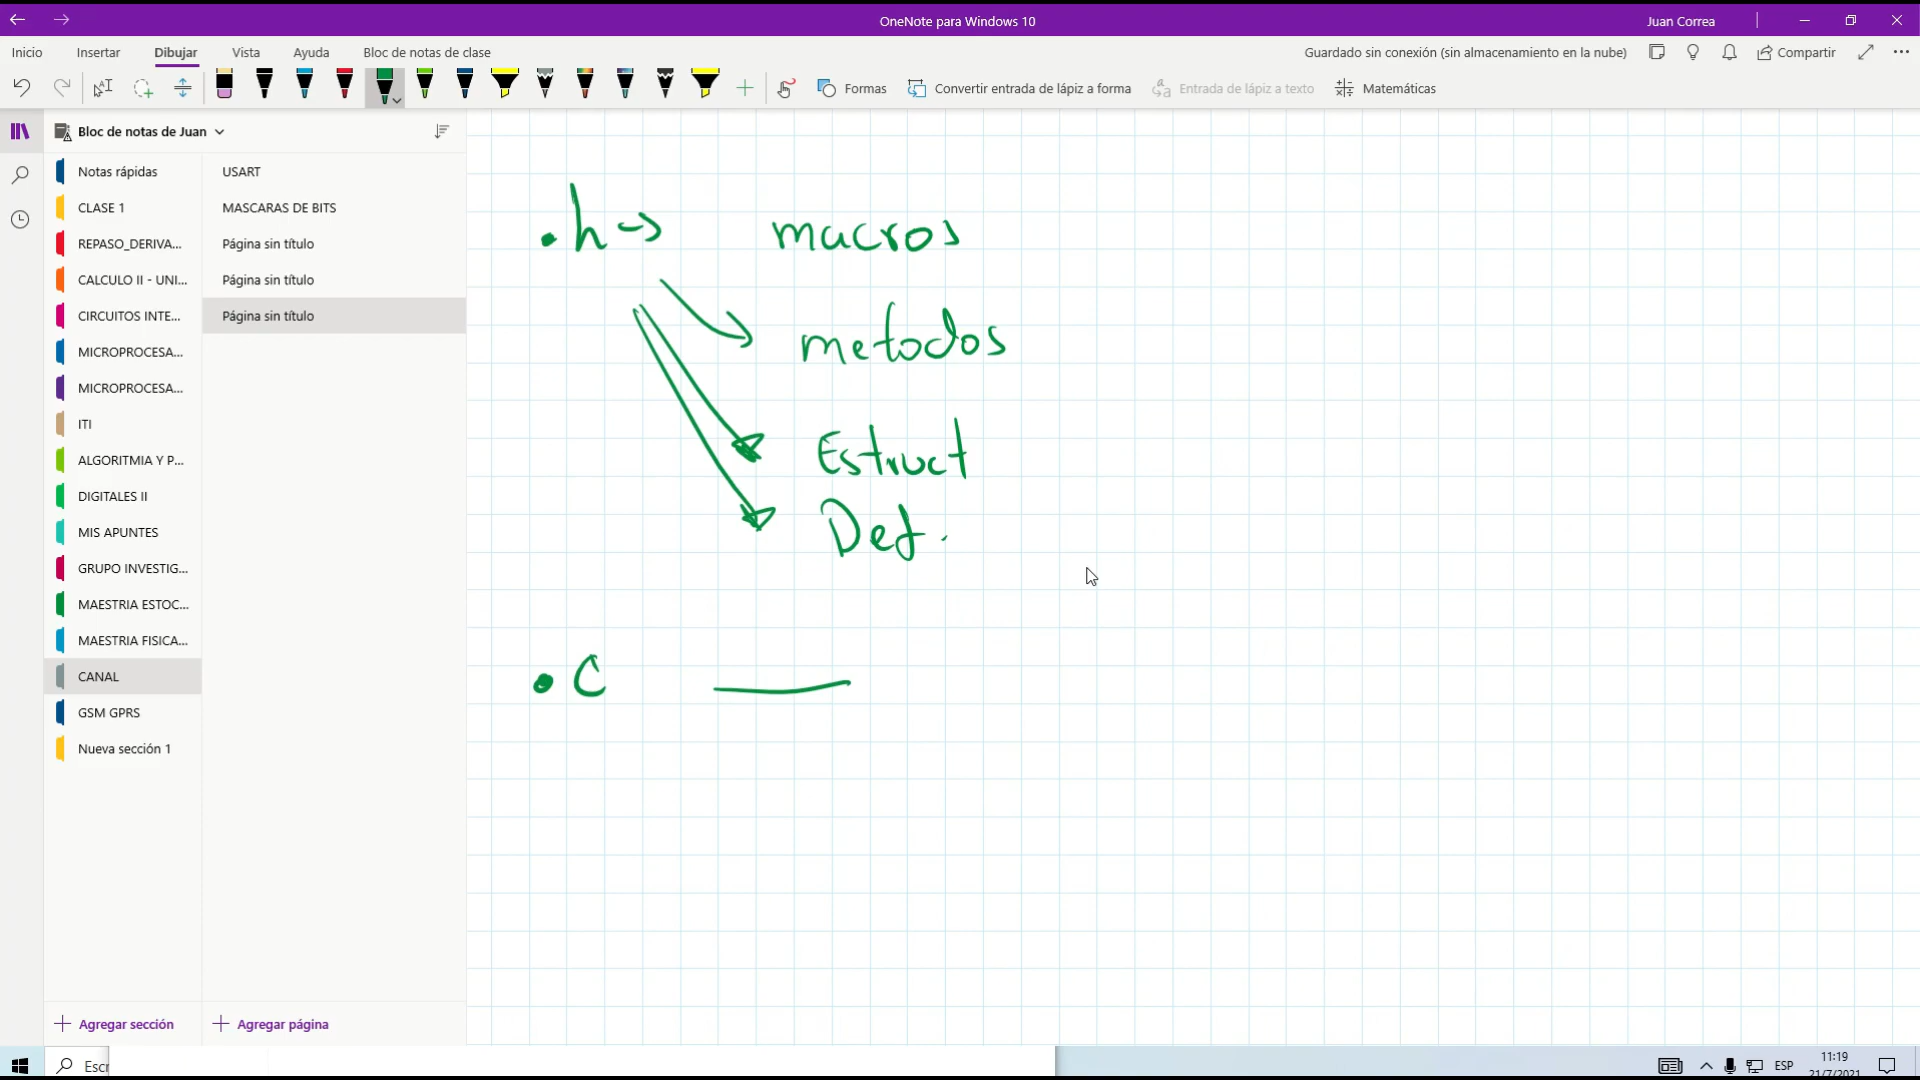 OneNote para Windows 10
Juan Correa
Inicio
Insertar
Dibujar
Vista
Ayuda
Bloc de notas de clase
Guardado sin conexión (sin almacenamiento en la nube)
Compartir
Formas
Convertir entrada de lápiz a forma
Entrada de lápiz a texto
Matemáticas
Bloc de notas de Juan
Notas rápidas
CLASE 1
REPASO_DERIVA...
CALCULO II - UNI...
CIRCUITOS INTE...
MICROPROCESA...
MICROPROCESA...
ITI
ALGORITMIA Y P...
DIGITALES II
MIS APUNTES
GRUPO INVESTIG...
MAESTRIA ESTOC...
MAESTRIA FISICA...
CANAL
GSM GPRS
Nueva sección 1
Agregar sección
USART
MASCARAS DE BITS
Página sin título
Página sin título
Página sin título
Agregar página
.h → macros
metodos
Estruct
Def.
.C
Escr
ESP
11:19
21/7/2021